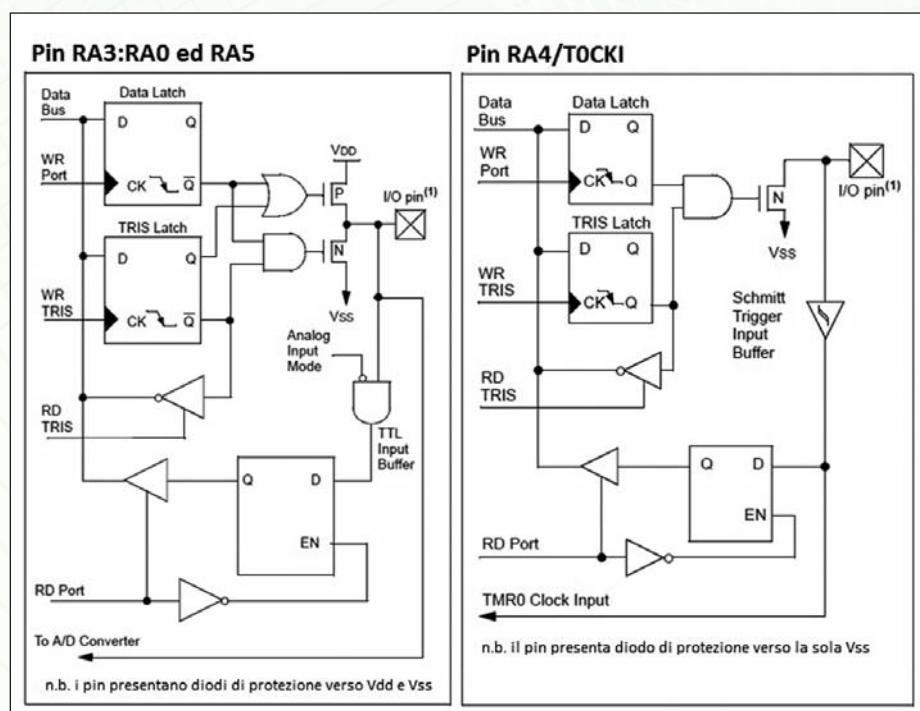 Pin RA3:RA0 ed RA5
Data
Bus
Data Latch
D Q
WR
Port
CK Q̅
VDD
P
I/O pin(1)
TRIS Latch
D Q
N
WR
TRIS
CK Q̅
Vss
Analog
Input
Mode
RD
TRIS
TTL
Input
Buffer
Q D
EN
RD Port
To A/D Converter
n.b. i pin presentano diodi di protezione verso Vdd e Vss
Pin RA4/T0CKI
Data
Bus
Data Latch
D Q
WR
Port
CK Q̅
N
I/O pin(1)
Vss
TRIS Latch
D Q
WR
TRIS
CK Q̅
Schmitt
Trigger
Input
Buffer
RD
TRIS
Q D
EN
RD Port
TMR0 Clock Input
n.b. il pin presenta diodo di protezione verso la sola Vss